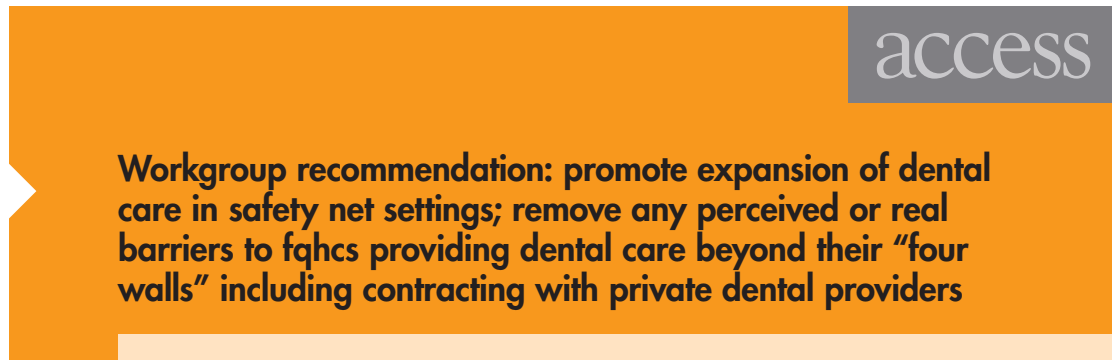 access
Workgroup recommendation: promote expansion of dental
care in safety net settings; remove any perceived or real
barriers to fqhcs providing dental care beyond their “four
walls” including contracting with private dental providers